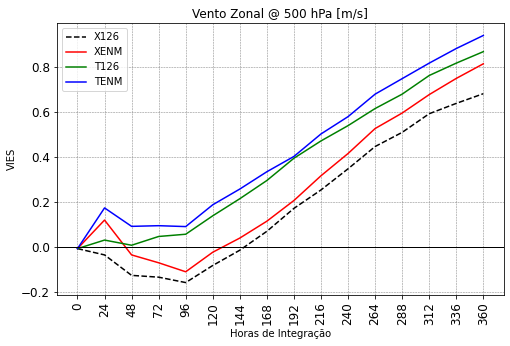 Vento Zonal @ 500 hPa [m/s]
X126
XENM
T126
TENM
VIES
0.8
0.6
0.4
0.2
0.0
−0.2
0 24 48 72 96 120 144 168 192 216 240 264 288 312 336 360
Horas de Integração